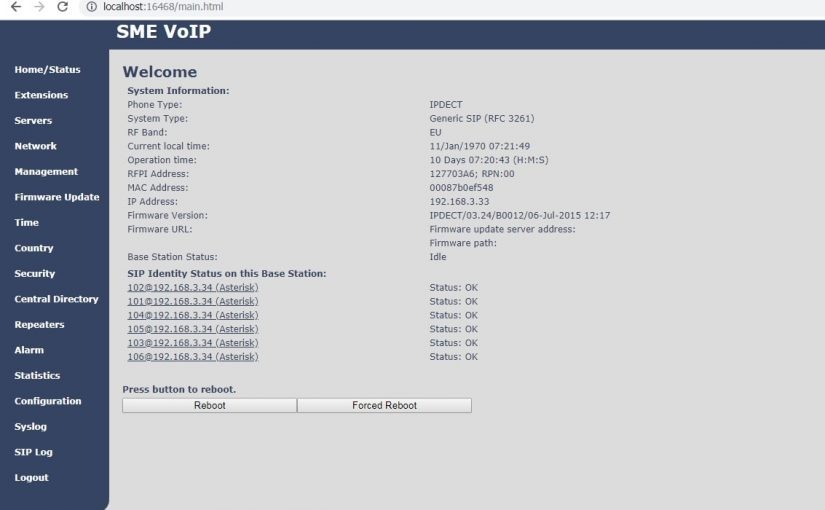 localhost:16468/main.html
SME VoIP
Home/Status
Extensions
Servers
Network
Management
Firmware Update
Time
Country
Security
Central Directory
Repeaters
Alarm
Statistics
Configuration
Syslog
SIP Log
Logout
Welcome
System Information:
Phone Type: IPDECT
System Type: Generic SIP (RFC 3261)
RF Band: EU
Current local time: 11/Jan/1970 07:21:49
Operation time: 10 Days 07:20:43 (H:M:S)
RFPI Address: 127703A6; RPN:00
MAC Address: 00087b0ef548
IP Address: 192.168.3.33
Firmware Version: IPDECT/03.24/B0012/06-Jul-2015 12:17
Firmware URL: Firmware update server address:
Firmware path:
Base Station Status: Idle
SIP Identity Status on this Base Station:
102@192.168.3.34 (Asterisk) Status: OK
101@192.168.3.34 (Asterisk) Status: OK
104@192.168.3.34 (Asterisk) Status: OK
105@192.168.3.34 (Asterisk) Status: OK
103@192.168.3.34 (Asterisk) Status: OK
106@192.168.3.34 (Asterisk) Status: OK
Press button to reboot.
Reboot Forced Reboot